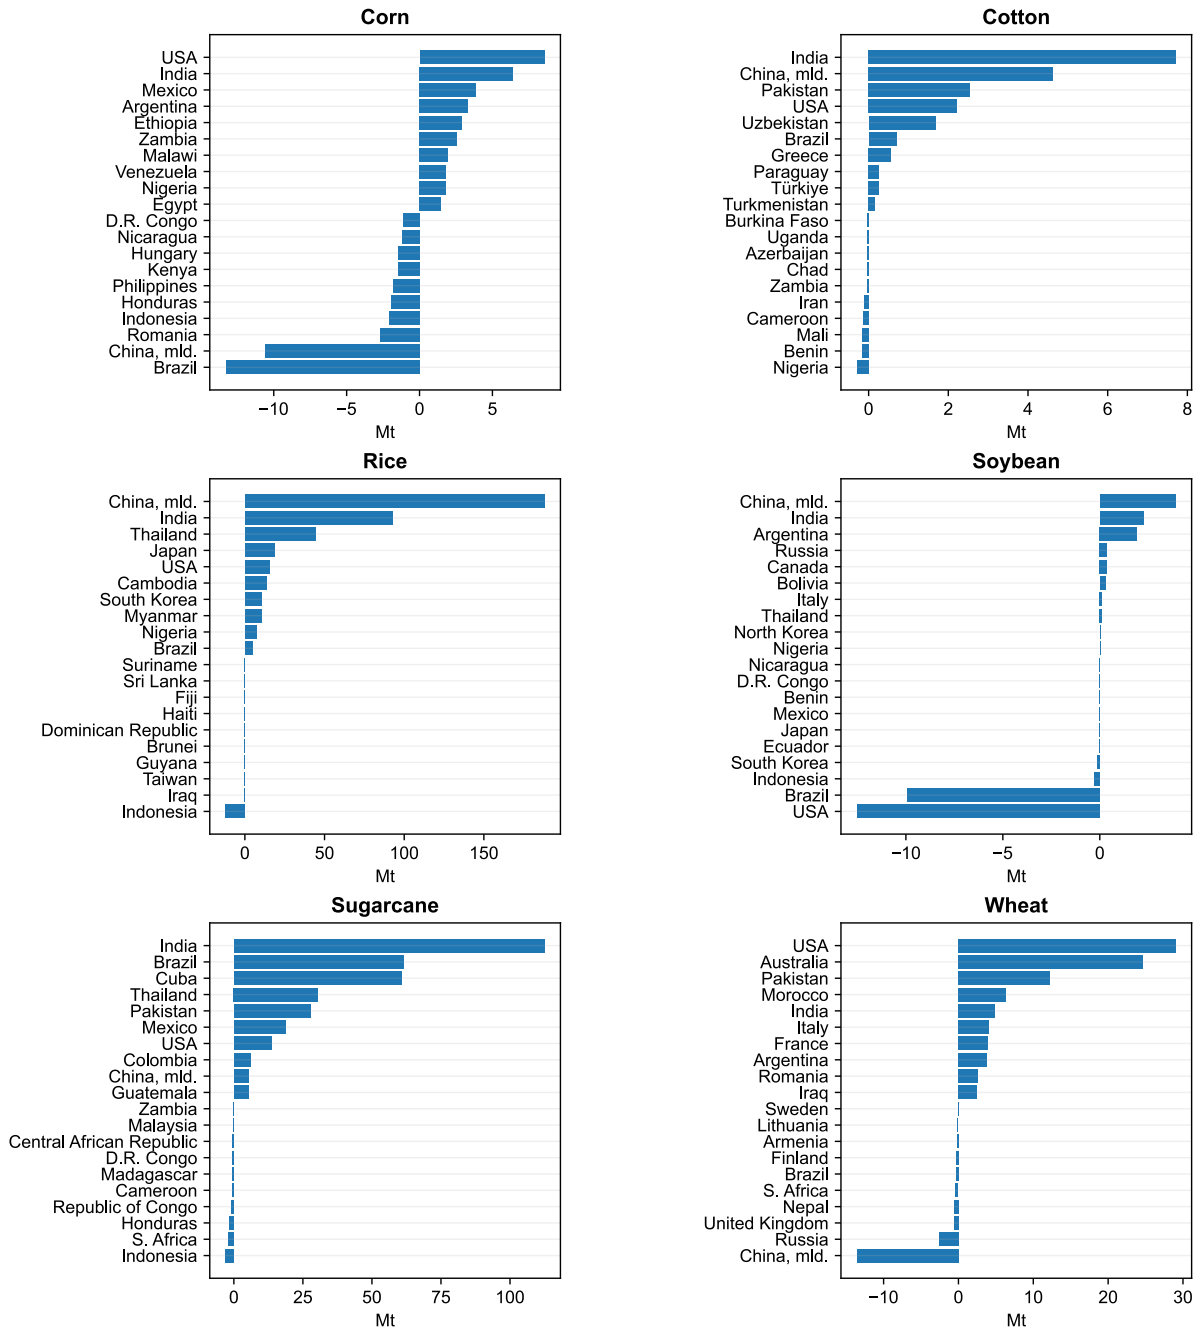 Corn
USA
India
Mexico
Argentina
Ethiopia
Zambia
Malawi
Venezuela
Nigeria
Egypt
D.R. Congo
Nicaragua
Hungary
Kenya
Philippines
Honduras
Indonesia
Romania
China, mld.
Brazil
−10 −5 0 5
Mt
Cotton
India
China, mld.
Pakistan
USA
Uzbekistan
Brazil
Greece
Paraguay
Türkiye
Turkmenistan
Burkina Faso
Uganda
Azerbaijan
Chad
Zambia
Iran
Cameroon
Mali
Benin
Nigeria
0 2 4 6 8
Mt
Rice
China, mld.
India
Thailand
Japan
USA
Cambodia
South Korea
Myanmar
Nigeria
Brazil
Suriname
Sri Lanka
Fiji
Haiti
Dominican Republic
Brunei
Guyana
Taiwan
Iraq
Indonesia
0 50 100 150
Mt
Soybean
China, mld.
India
Argentina
Russia
Canada
Bolivia
Italy
Thailand
North Korea
Nigeria
Nicaragua
D.R. Congo
Benin
Mexico
Japan
Ecuador
South Korea
Indonesia
Brazil
USA
−10 −5 0
Mt
Sugarcane
India
Brazil
Cuba
Thailand
Pakistan
Mexico
USA
Colombia
China, mld.
Guatemala
Zambia
Malaysia
Central African Republic
D.R. Congo
Madagascar
Cameroon
Republic of Congo
Honduras
S. Africa
Indonesia
0 25 50 75 100
Mt
Wheat
USA
Australia
Pakistan
Morocco
India
Italy
France
Argentina
Romania
Iraq
Sweden
Lithuania
Armenia
Finland
Brazil
S. Africa
Nepal
United Kingdom
Russia
China, mld.
−10 0 10 20 30
Mt